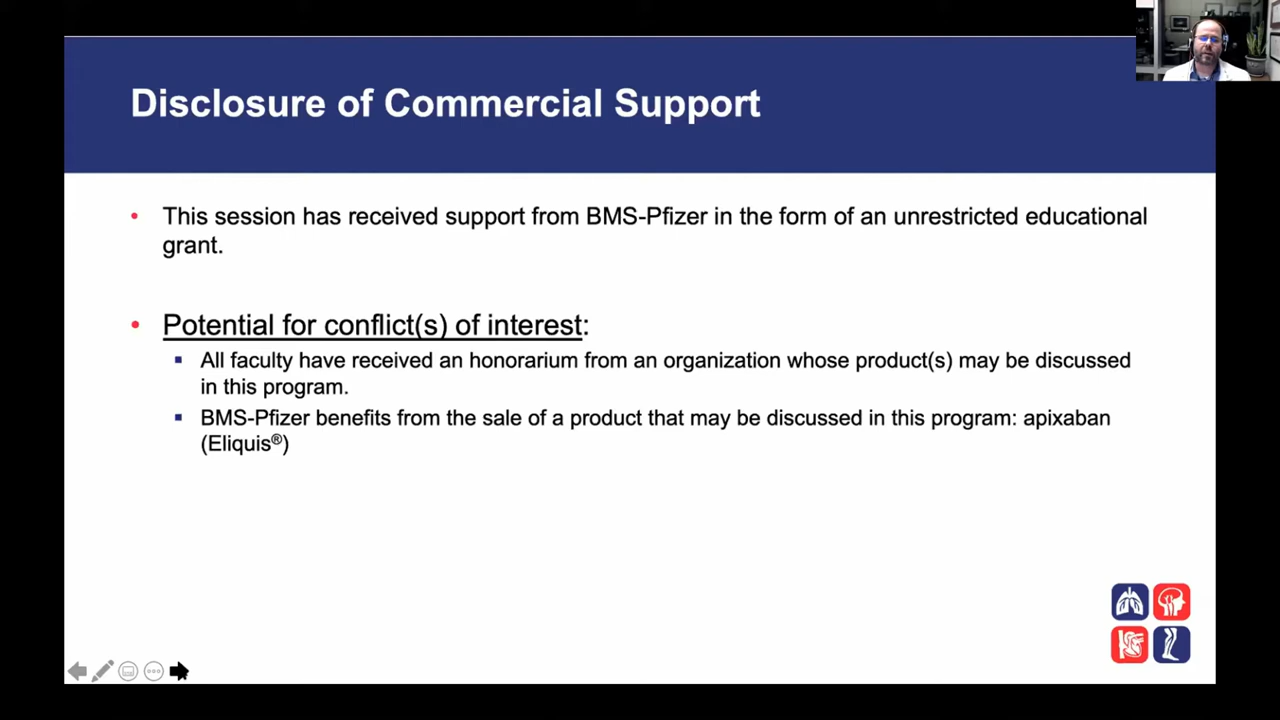 Disclosure of Commercial Support
• This session has received support from BMS-Pfizer in the form of an unrestricted educational
grant.
• Potential for conflict(s) of interest:
▪ All faculty have received an honorarium from an organization whose product(s) may be discussed
in this program.
▪ BMS-Pfizer benefits from the sale of a product that may be discussed in this program: apixaban
(Eliquis®)